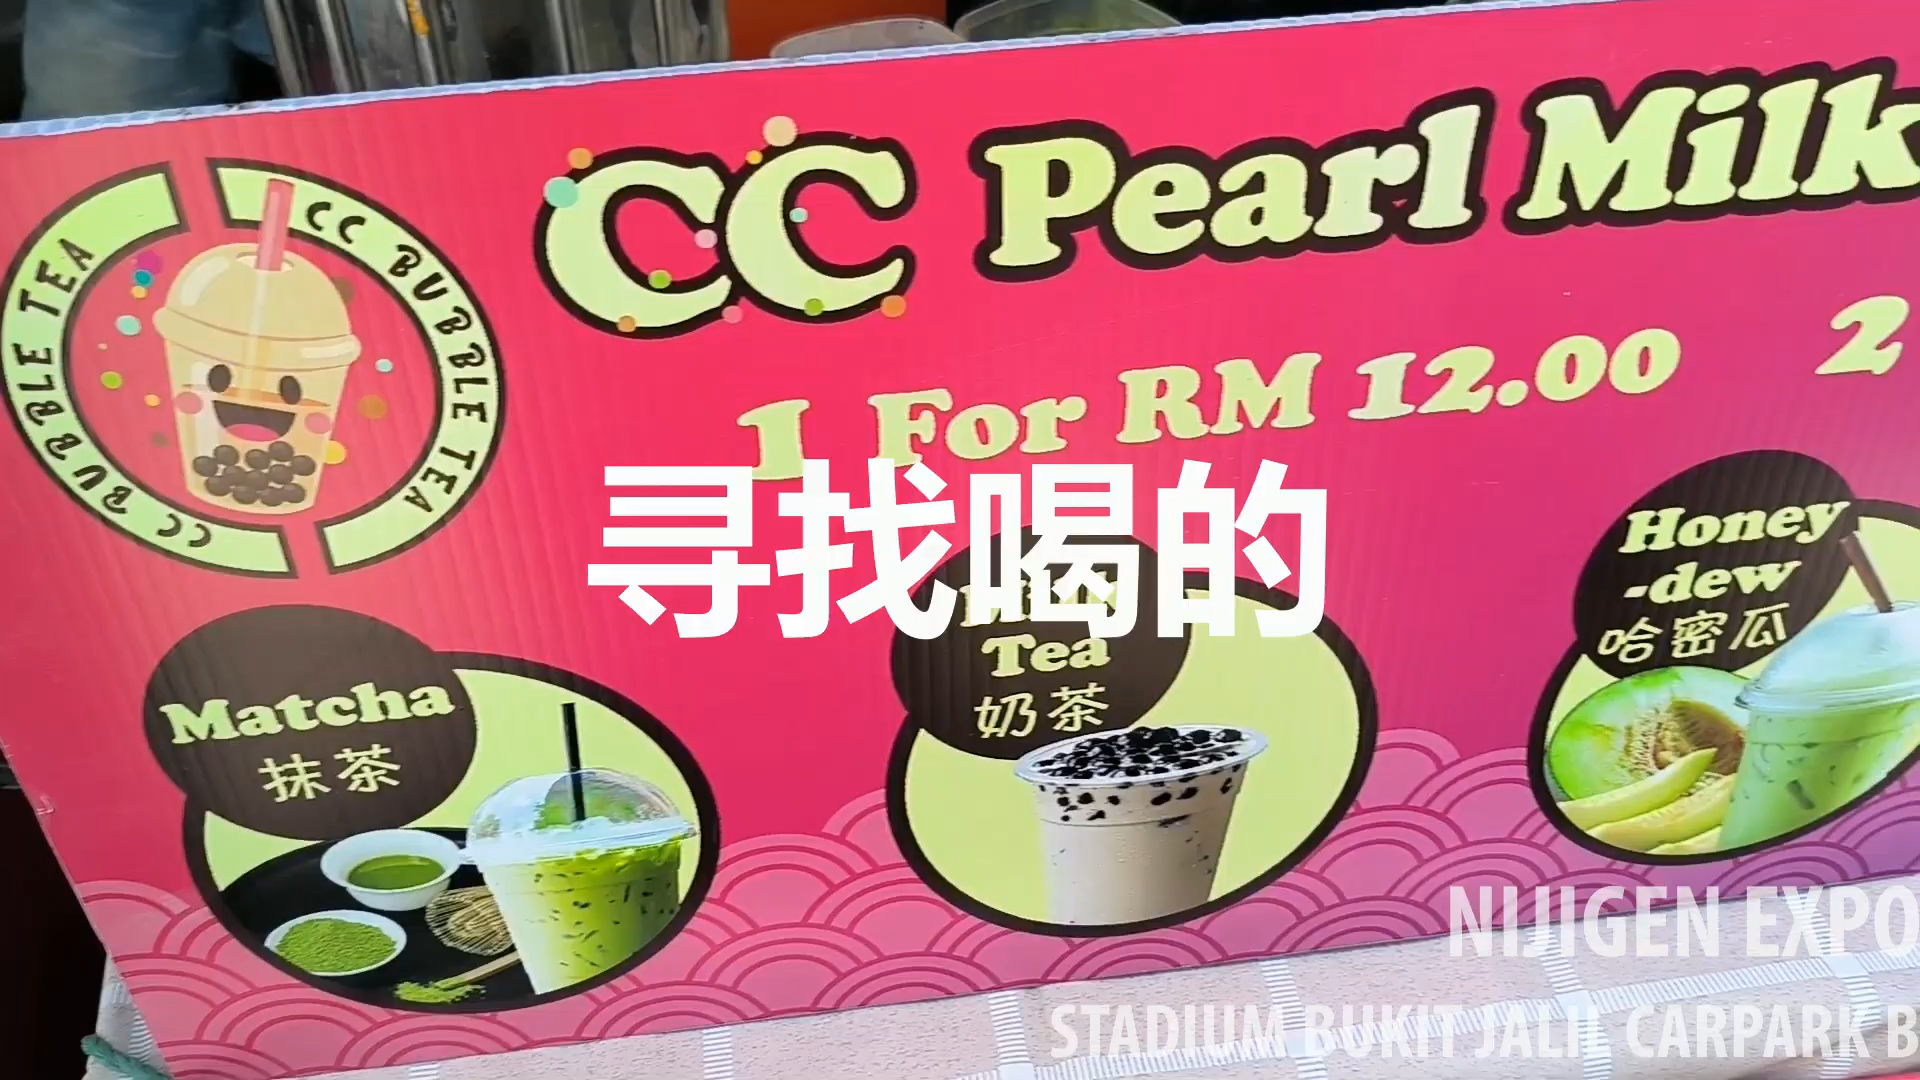 CC BUBBLE TEA
CC BUBBLE TEA
CC Pearl Milk
1 For RM 12.00 2
寻找喝的
Matcha
抹茶
Milk
Tea
奶茶
Honey
-dew
哈密瓜
NIJIGEN EXPO
STADIUM BUKIT JALIL CARPARK B